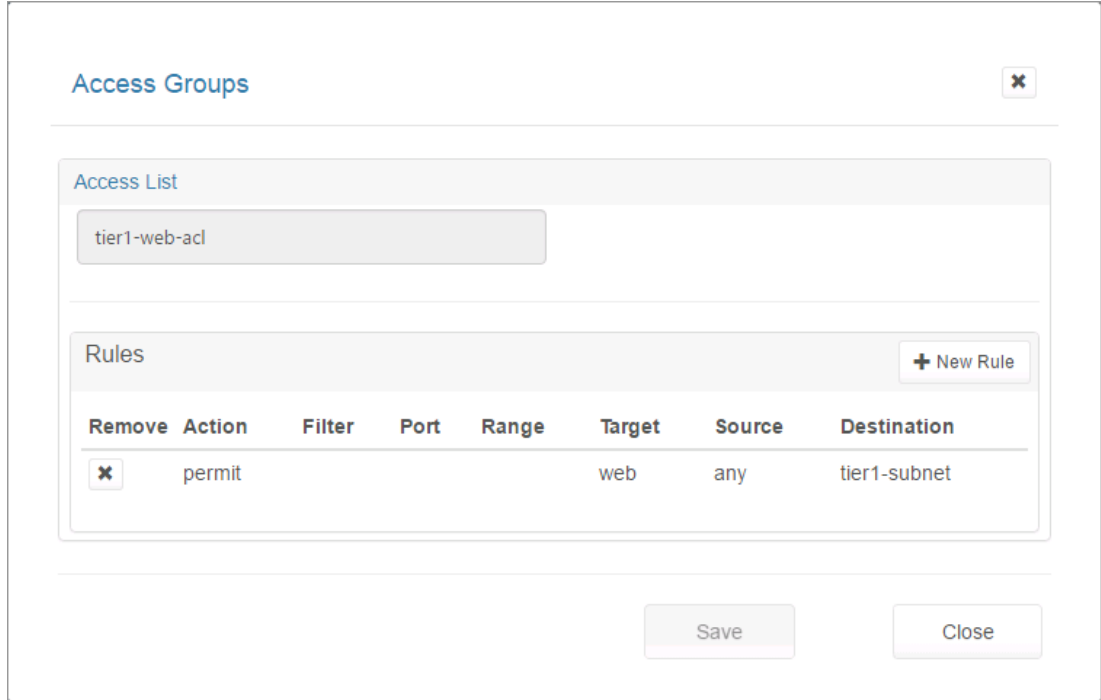 Access Groups
Access List
tier1-web-acl
Rules
New Rule
Remove Action Filter Port Range Target Source Destination
permit web any tier1-subnet
Save Close